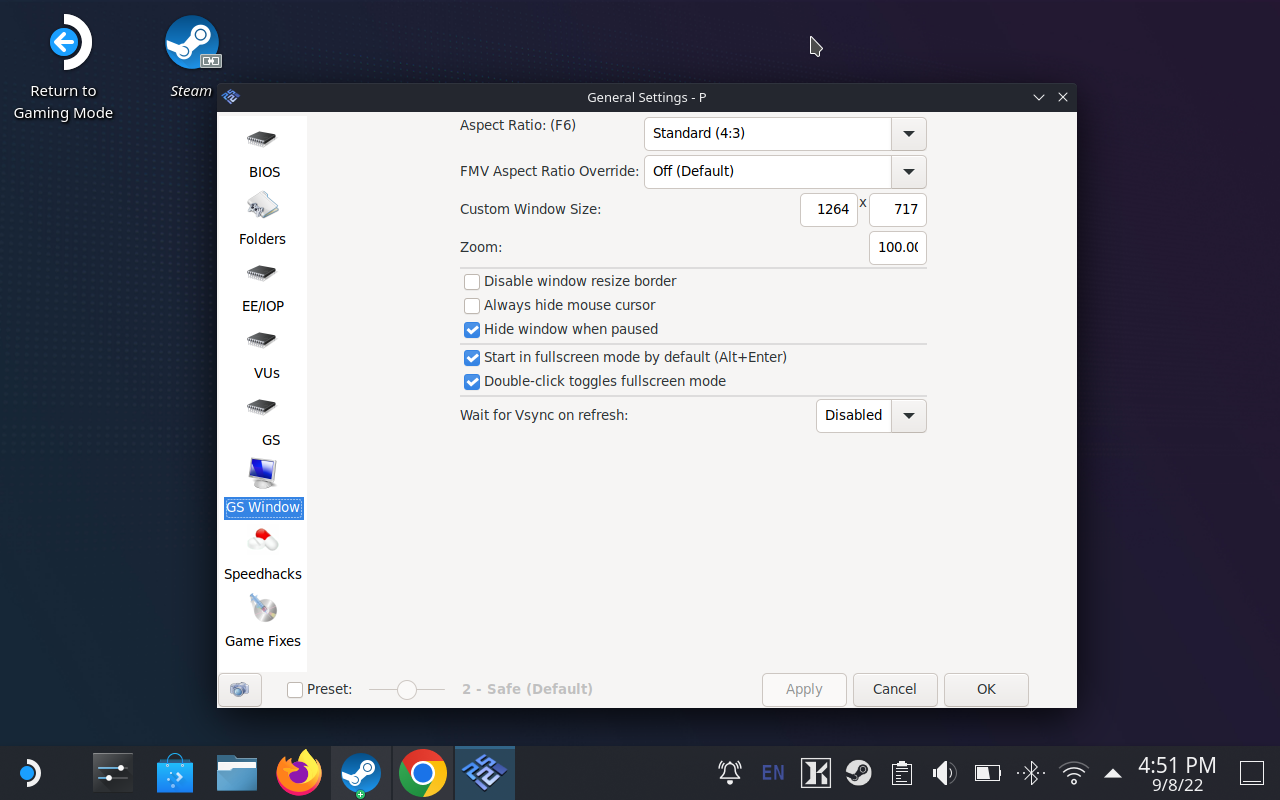 Return to
Gaming Mode
Steam
General Settings - P
BIOS
Folders
EE/IOP
VUs
GS
GS Window
Speedhacks
Game Fixes
Aspect Ratio: (F6)
Standard (4:3)
FMV Aspect Ratio Override:
Off (Default)
Custom Window Size:
1264 x 717
Zoom:
100.00
Disable window resize border
Always hide mouse cursor
Hide window when paused
Start in fullscreen mode by default (Alt+Enter)
Double-click toggles fullscreen mode
Wait for Vsync on refresh:
Disabled
Preset:
2 - Safe (Default)
Apply
Cancel
OK
EN
K
4:51 PM
9/8/22